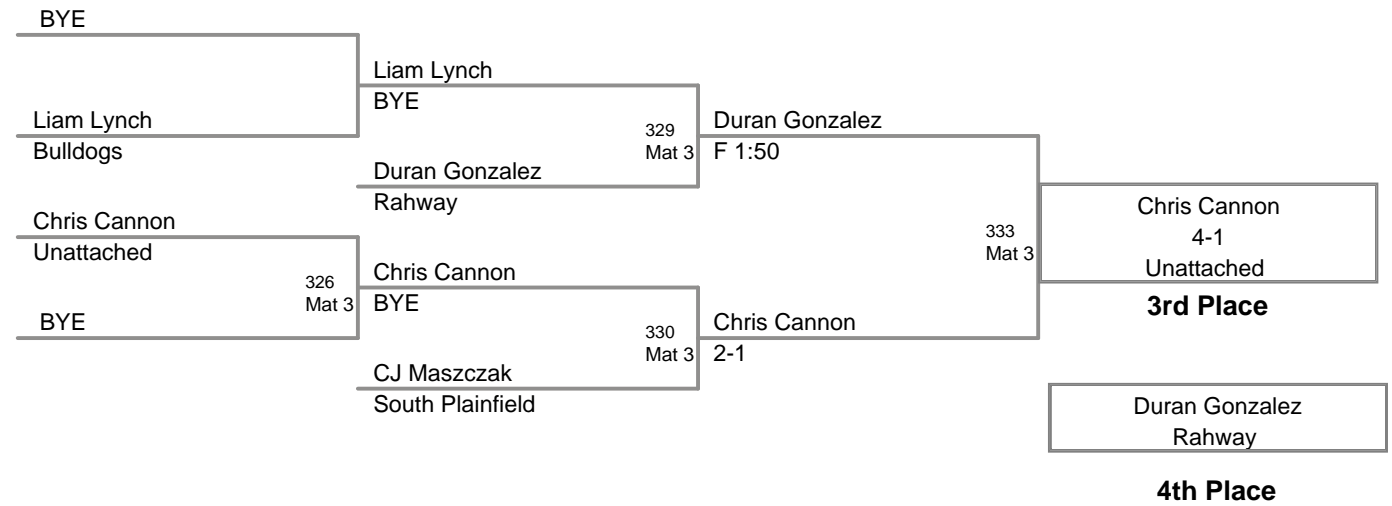 BYE
Liam Lynch
BYE
Liam Lynch
Bulldogs
329
Mat 3
Duran Gonzalez
F 1:50
Duran Gonzalez
Rahway
Chris Cannon
Unattached
333
Mat 3
Chris Cannon
4-1
Unattached
3rd Place
326
Mat 3
Chris Cannon
BYE
BYE
330
Mat 3
Chris Cannon
2-1
CJ Maszczak
South Plainfield
Duran Gonzalez
Rahway
4th Place